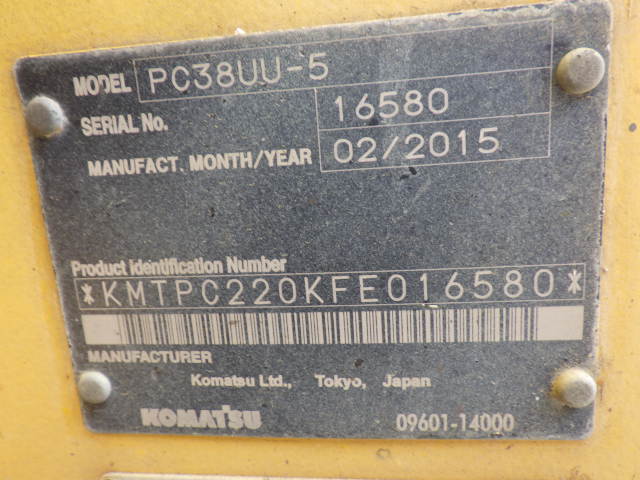 MODEL PC38UU-5
SERIAL No. 16580
MANUFACT. MONTH/YEAR 02/2015
Product Identification Number
*KMTPC220KFE016580*
MANUFACTURER
Komatsu Ltd., Tokyo, Japan
KOMATSU 09601-14000